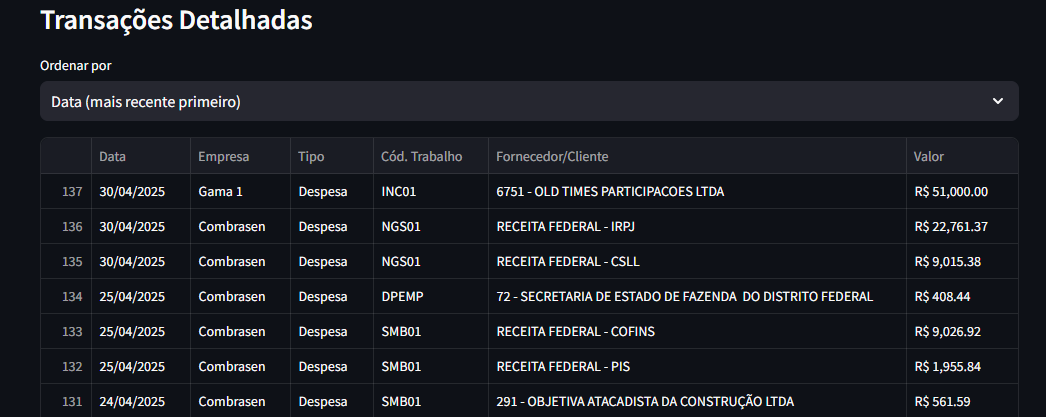 Transações Detalhadas
Ordenar por
Data (mais recente primeiro)
Data Empresa Tipo Cód. Trabalho Fornecedor/Cliente Valor
137 30/04/2025 Gama 1 Despesa INC01 6751 - OLD TIMES PARTICIPACOES LTDA R$ 51,000.00
136 30/04/2025 Combrasen Despesa NGS01 RECEITA FEDERAL - IRPJ R$ 22,761.37
135 30/04/2025 Combrasen Despesa NGS01 RECEITA FEDERAL - CSLL R$ 9,015.38
134 25/04/2025 Combrasen Despesa DPEMP 72 - SECRETARIA DE ESTADO DE FAZENDA  DO DISTRITO FEDERAL R$ 408.44
133 25/04/2025 Combrasen Despesa SMB01 RECEITA FEDERAL - COFINS R$ 9,026.92
132 25/04/2025 Combrasen Despesa SMB01 RECEITA FEDERAL - PIS R$ 1,955.84
131 24/04/2025 Combrasen Despesa SMB01 291 - OBJETIVA ATACADISTA DA CONSTRUÇÃO LTDA R$ 561.59